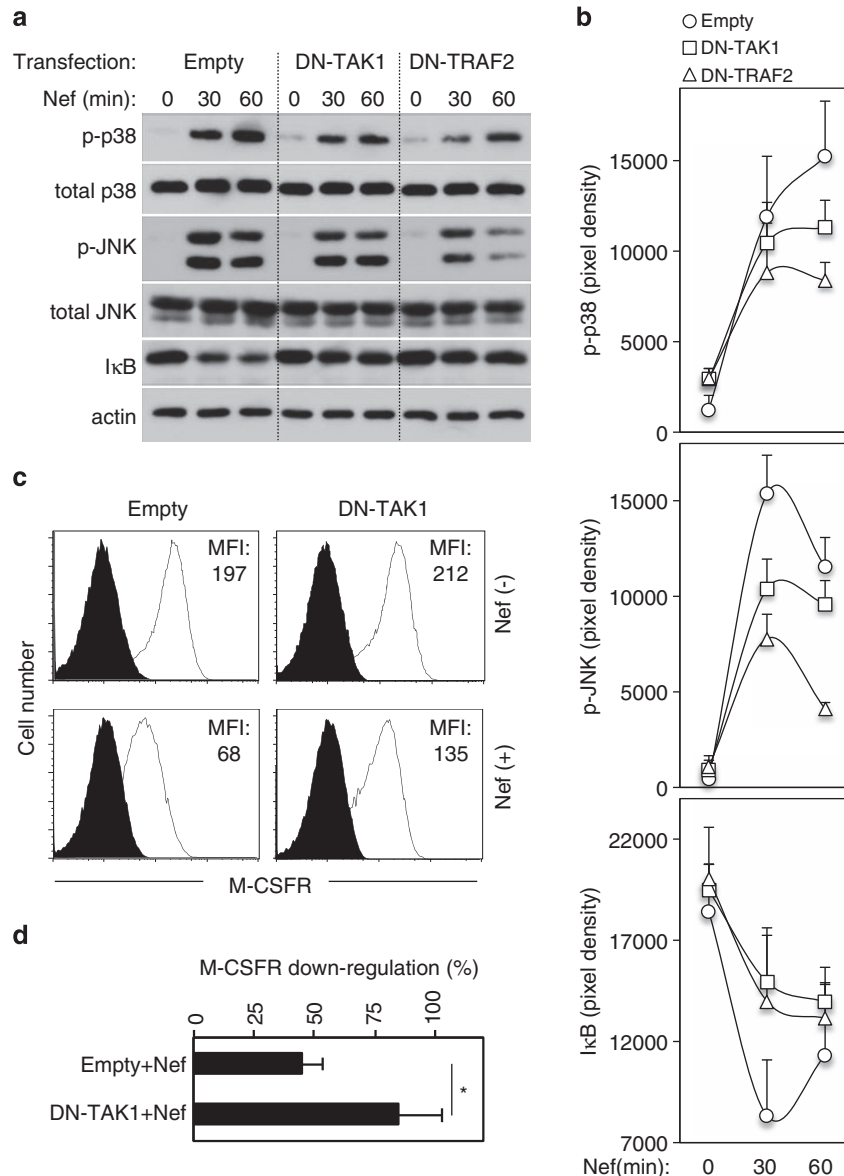 a
Transfection: Empty DN-TAK1 DN-TRAF2
Nef (min): 0 30 60 0 30 60 0 30 60
p-p38
total p38
p-JNK
total JNK
IκB
actin
b
Empty
DN-TAK1
DN-TRAF2
p-p38 (pixel density)
15000
10000
5000
0
p-JNK (pixel density)
15000
10000
5000
0
IκB (pixel density)
22000
17000
12000
7000
Nef(min): 0 30 60
c
Empty DN-TAK1
MFI: 197
MFI: 212
Nef (-)
MFI: 68
MFI: 135
Nef (+)
Cell number
M-CSFR
d
M-CSFR down-regulation (%)
0 25 50 75 100
Empty+Nef
DN-TAK1+Nef
*